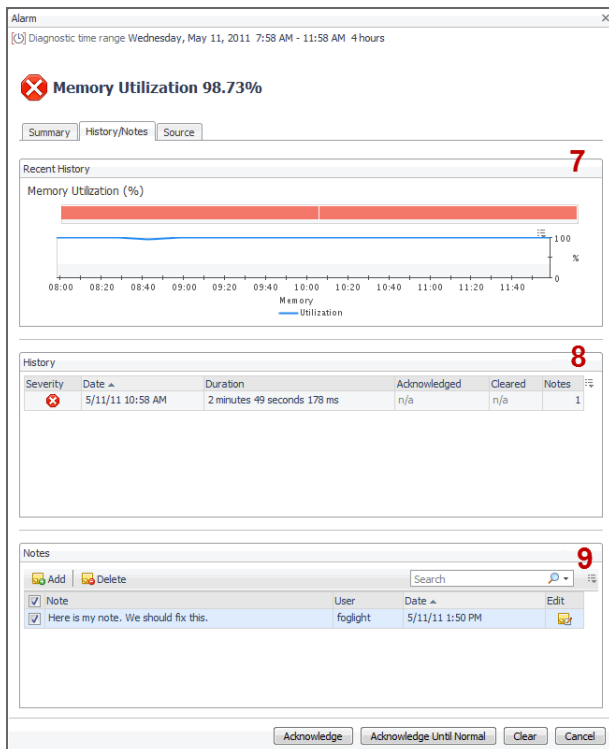 Alarm
Diagnostic time range Wednesday, May 11, 2011 7:58 AM - 11:58 AM 4 hours
Memory Utilization 98.73%
Summary History/Notes Source
Recent History 7
Memory Utilization (%)
100
%
0
08:00 08:20 08:40 09:00 09:20 09:40 10:00 10:20 10:40 11:00 11:20 11:40
Memory
Utilization
History 8
Severity Date Duration Acknowledged Cleared Notes
5/11/11 10:58 AM 2 minutes 49 seconds 178 ms n/a n/a 1
Notes 9
Add Delete Search
Note User Date Edit
Here is my note. We should fix this. foglight 5/11/11 1:50 PM
Acknowledge Acknowledge Until Normal Clear Cancel